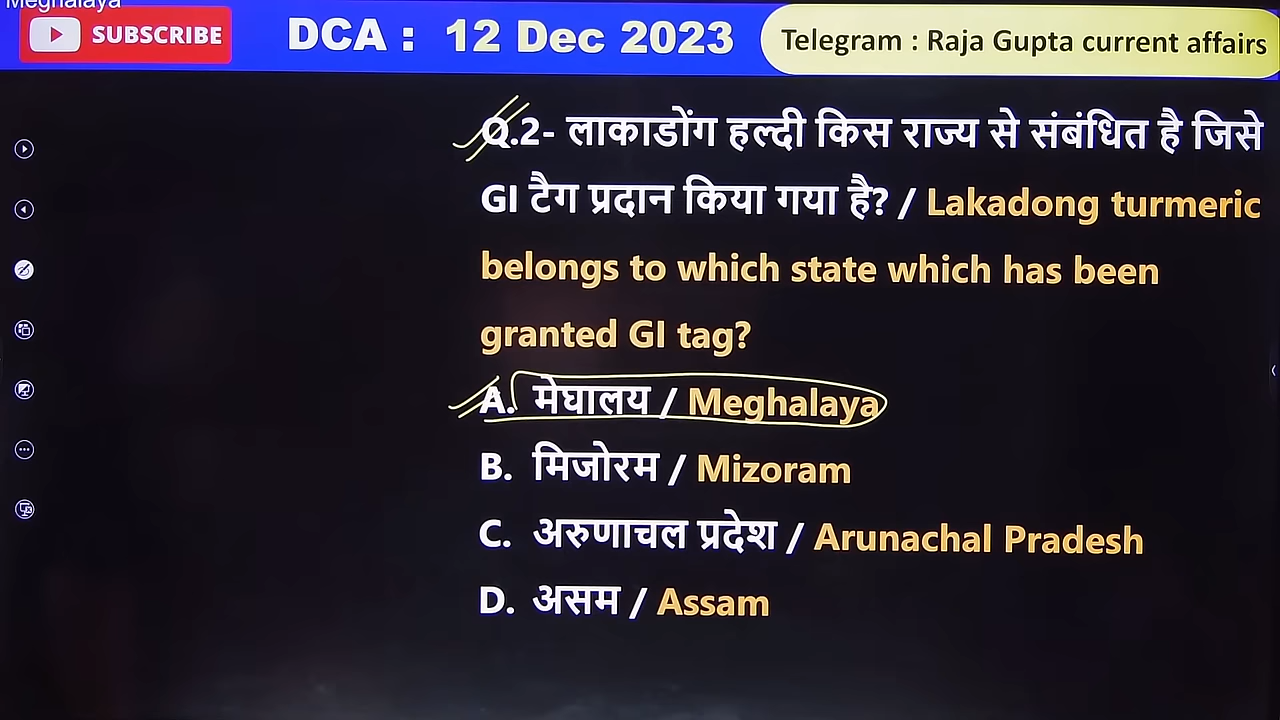 Meghalaya
SUBSCRIBE
DCA : 12 Dec 2023
Telegram : Raja Gupta current affairs
Q.2- लाकाडोंग हल्दी किस राज्य से संबंधित है जिसे
GI टैग प्रदान किया गया है? / Lakadong turmeric
belongs to which state which has been
granted GI tag?
A. मेघालय / Meghalaya
B. मिजोरम / Mizoram
C. अरुणाचल प्रदेश / Arunachal Pradesh
D. असम / Assam